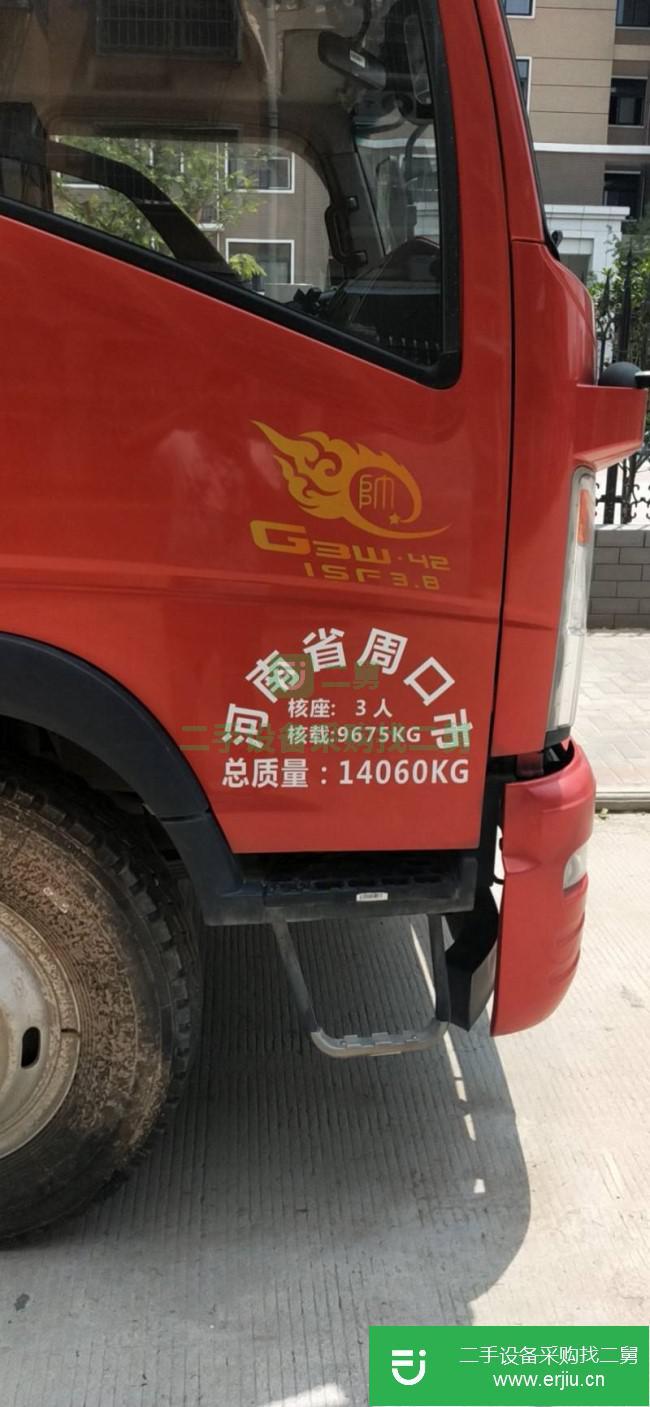 帥
G3W·42
ISF3.8
河南省周口市
核座: 3人
核载:9675KG
总质量:14060KG
二舅
二手设备采购找二舅
二手设备采购找二舅
www.erjiu.cn